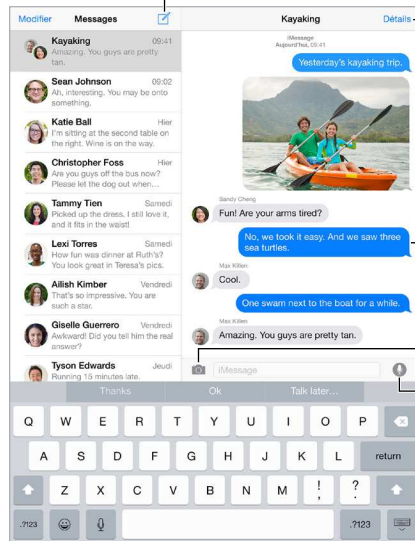 Modifier Messages
Kayaking Détails
Kayaking 09:41
Amazing. You guys are pretty
tan.
Sean Johnson 09:02
Ah, interesting. You may be onto
something.
Katie Ball Hier
I'm sitting at the second table on
the right. Wine is on the way.
Christopher Foss Hier
Are you guys off the bus now?
Please let the dog out when...
Tammy Tien Samedi
Picked up the dress. I still love it,
and it fits in the waist!
Lexi Torres Samedi
How fun was dinner at Ruth's?
You look great in Teresa's pics.
Ailish Kimber Vendredi
That's so impressive. You are
such a star.
Giselle Guerrero Vendredi
Awkward! Did you tell him the real
answer?
Tyson Edwards Jeudi
Running 15 minutes late.
iMessage
Aujourd'hui, 09:41
Yesterday's kayaking trip.
Sandy Cheng
Fun! Are your arms tired?
No, we took it easy. And we saw three
sea turtles.
Max Kilien
Cool.
One swam next to the boat for a while.
Max Kilien
Amazing. You guys are pretty tan.
iMessage
Thanks Ok Talk later...
Q W E R T Y U I O P
A S D F G H J K L return
Z X C V B N M ! , ? .
.?123 .?123